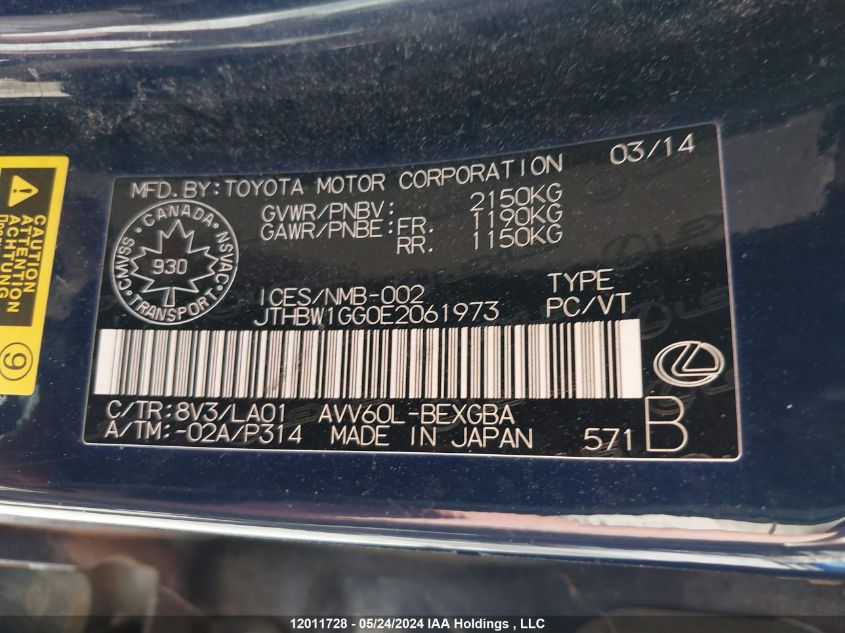 MFD. BY: TOYOTA MOTOR CORPORATION 03/14
GVWR/PNBV: 2150KG
GAWR/PNBE: FR. 1190KG
RR. 1150KG
CANADA
CMVSS 930 NSVAC
TRANSPORT
ICES/NMB-002 TYPE
JTHBW1GG0E2061973 PC/VT
C/TR: 8V3/LA01 AVV60L-BEXGBA
A/TM: -02A/P314 MADE IN JAPAN 571 B
CAUTION
ATTENTION
ACHTUNG
9
12011728 - 05/24/2024 IAA Holdings , LLC